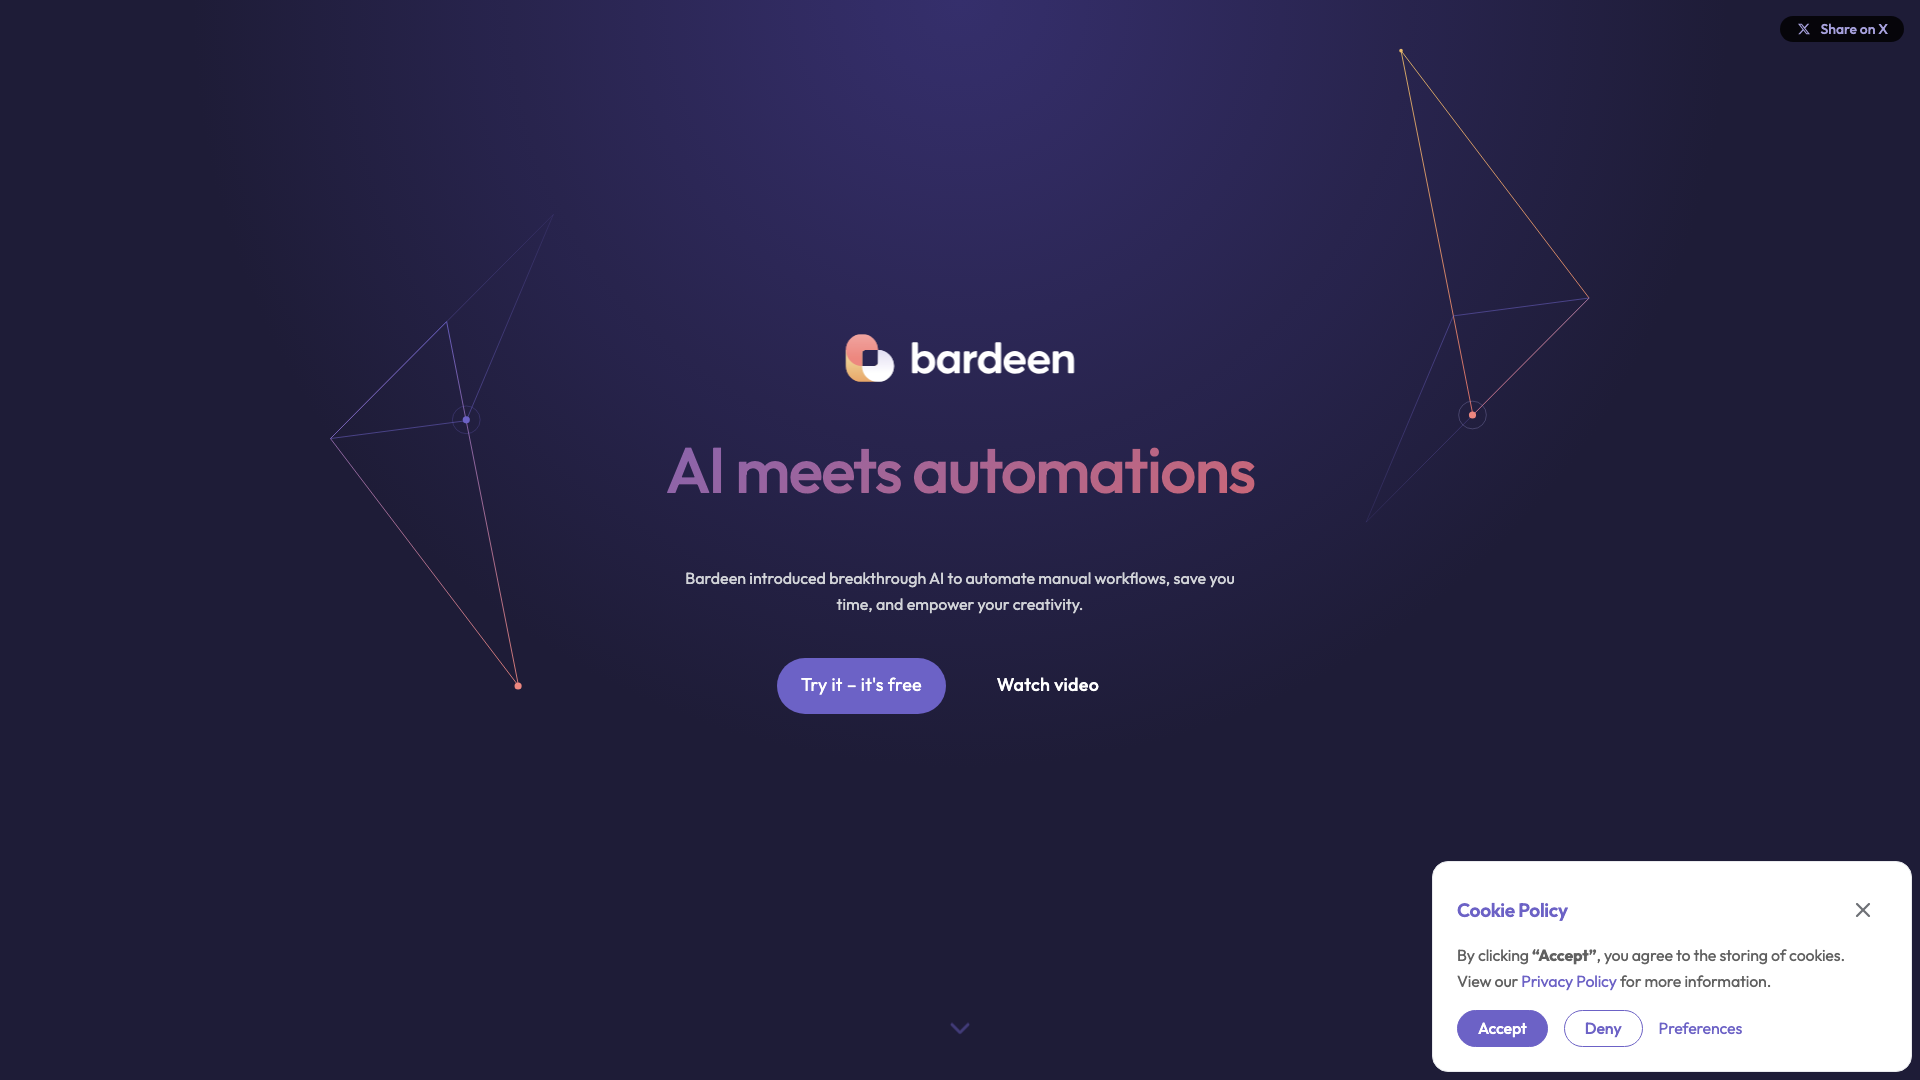 Share on X
bardeen
AI meets automations
Bardeen introduced breakthrough AI to automate manual workflows, save you
time, and empower your creativity.
Try it – it's free
Watch video
Cookie Policy
By clicking “Accept”, you agree to the storing of cookies.
View our Privacy Policy for more information.
Accept
Deny
Preferences